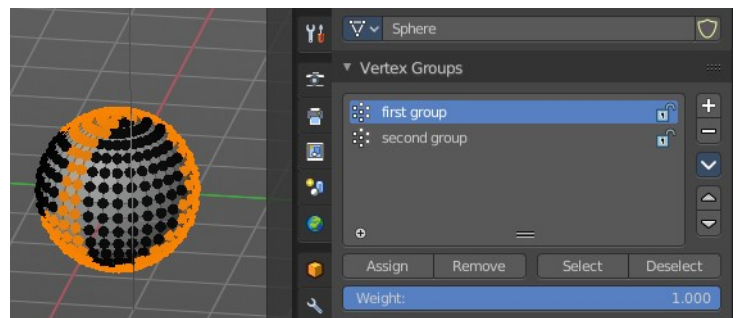 Sphere
Vertex Groups
first group
second group
Assign Remove Select Deselect
Weight: 1.000